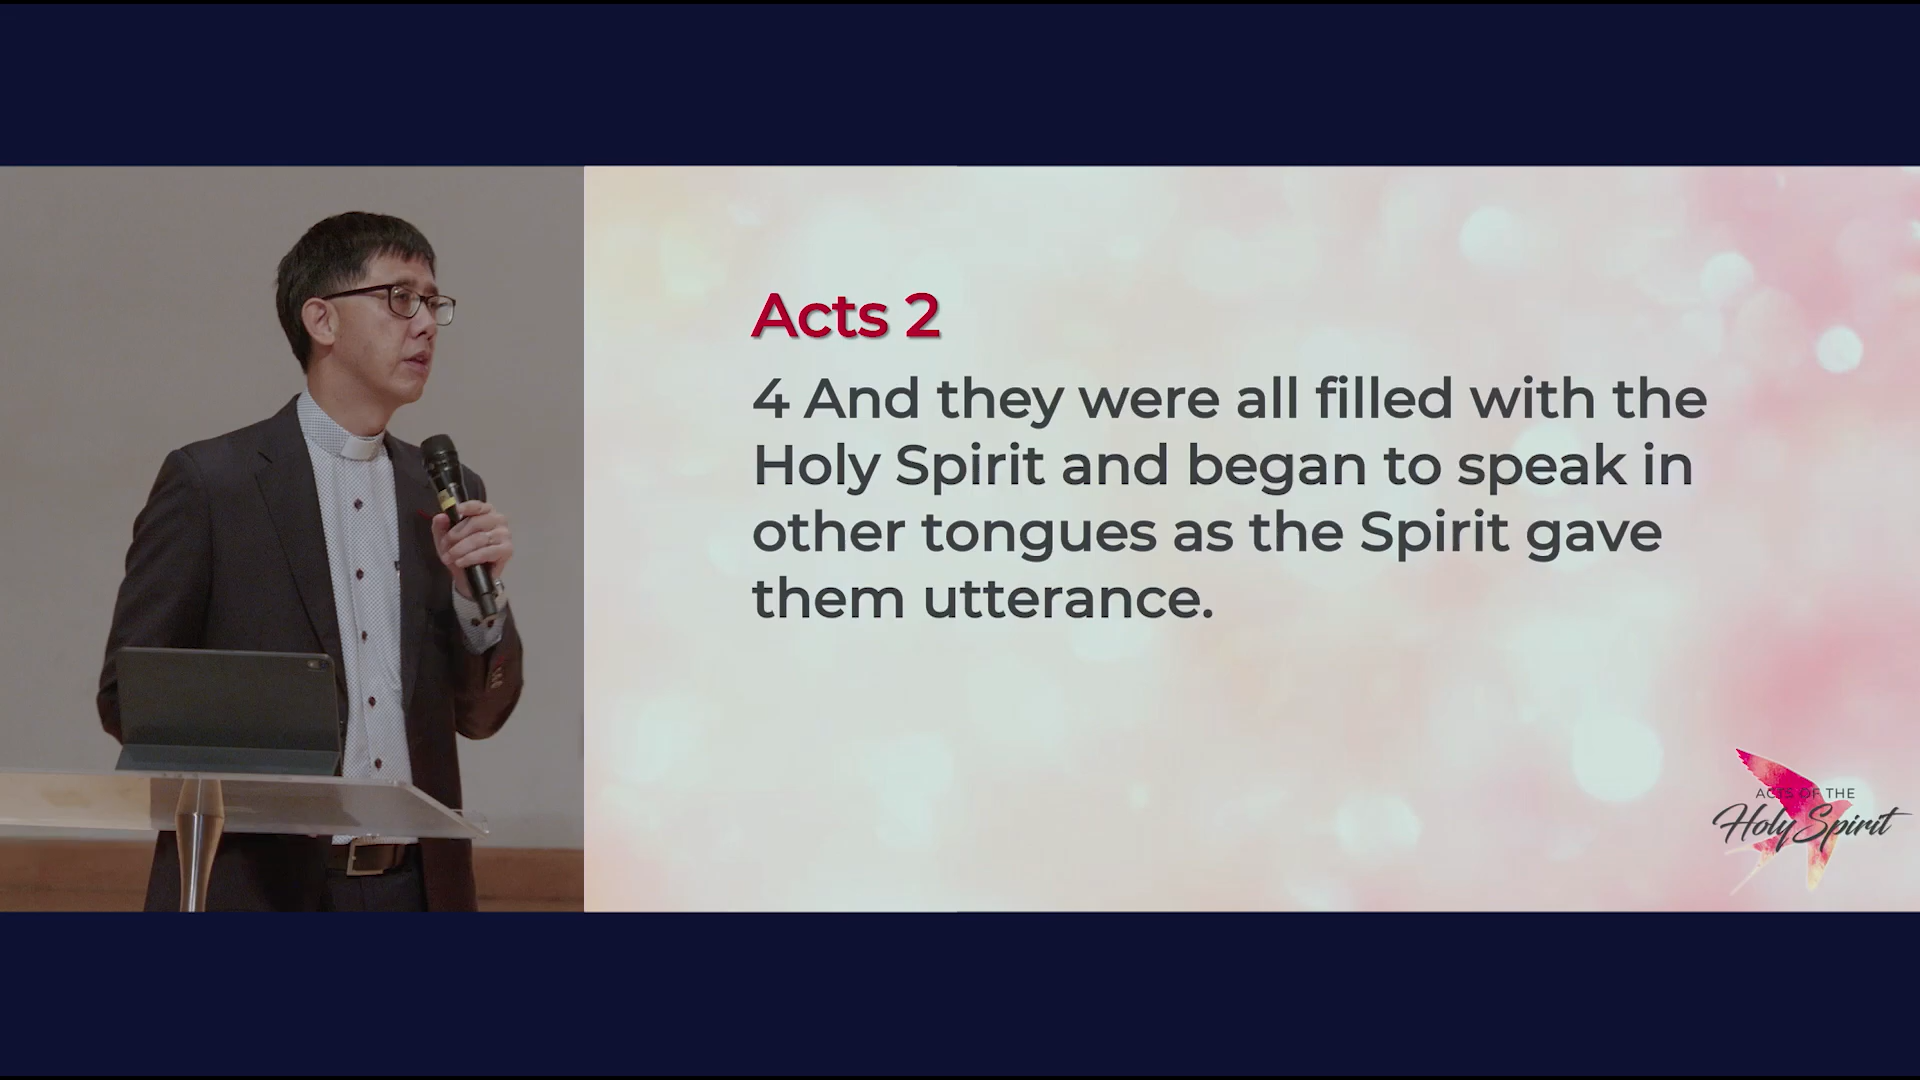 Acts 2
4 And they were all filled with the
Holy Spirit and began to speak in
other tongues as the Spirit gave
them utterance.
ACTS OF THE
Holy Spirit